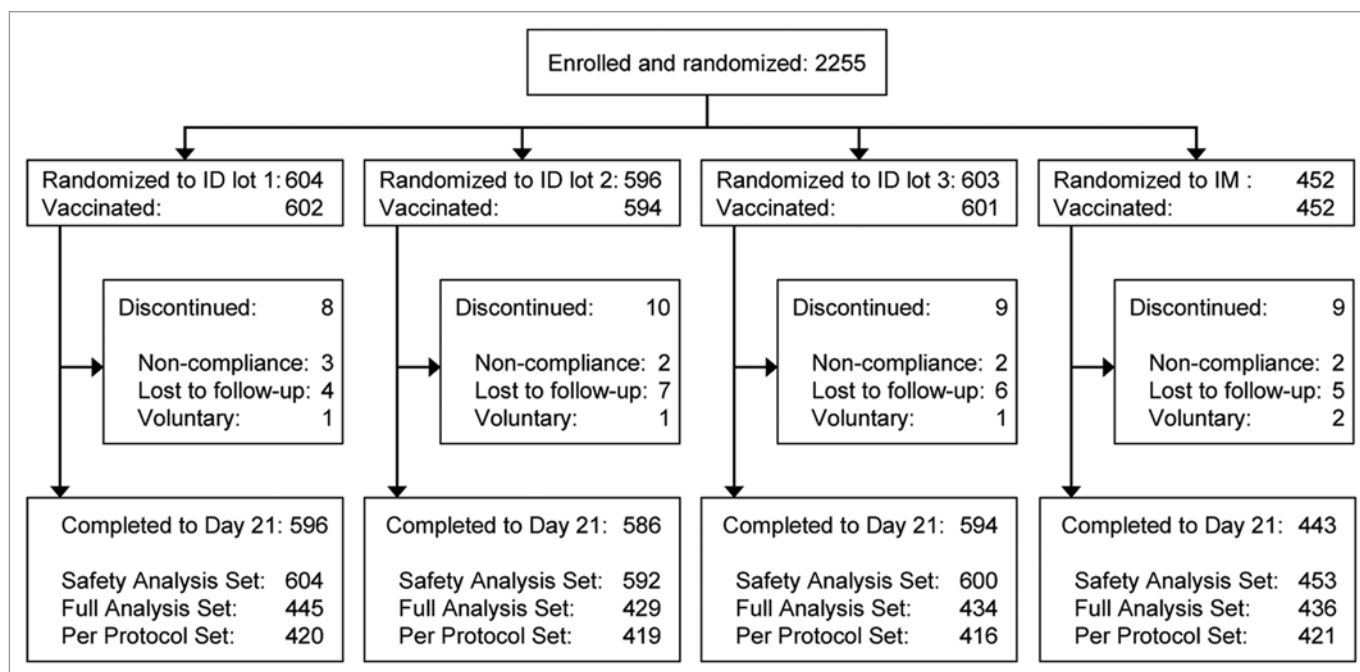 Enrolled and randomized: 2255
Randomized to ID lot 1: 604
Vaccinated: 602
Randomized to ID lot 2: 596
Vaccinated: 594
Randomized to ID lot 3: 603
Vaccinated: 601
Randomized to IM : 452
Vaccinated: 452
Discontinued: 8
Non-compliance: 3
Lost to follow-up: 4
Voluntary: 1
Discontinued: 10
Non-compliance: 2
Lost to follow-up: 7
Voluntary: 1
Discontinued: 9
Non-compliance: 2
Lost to follow-up: 6
Voluntary: 1
Discontinued: 9
Non-compliance: 2
Lost to follow-up: 5
Voluntary: 2
Completed to Day 21: 596
Safety Analysis Set: 604
Full Analysis Set: 445
Per Protocol Set: 420
Completed to Day 21: 586
Safety Analysis Set: 592
Full Analysis Set: 429
Per Protocol Set: 419
Completed to Day 21: 594
Safety Analysis Set: 600
Full Analysis Set: 434
Per Protocol Set: 416
Completed to Day 21: 443
Safety Analysis Set: 453
Full Analysis Set: 436
Per Protocol Set: 421